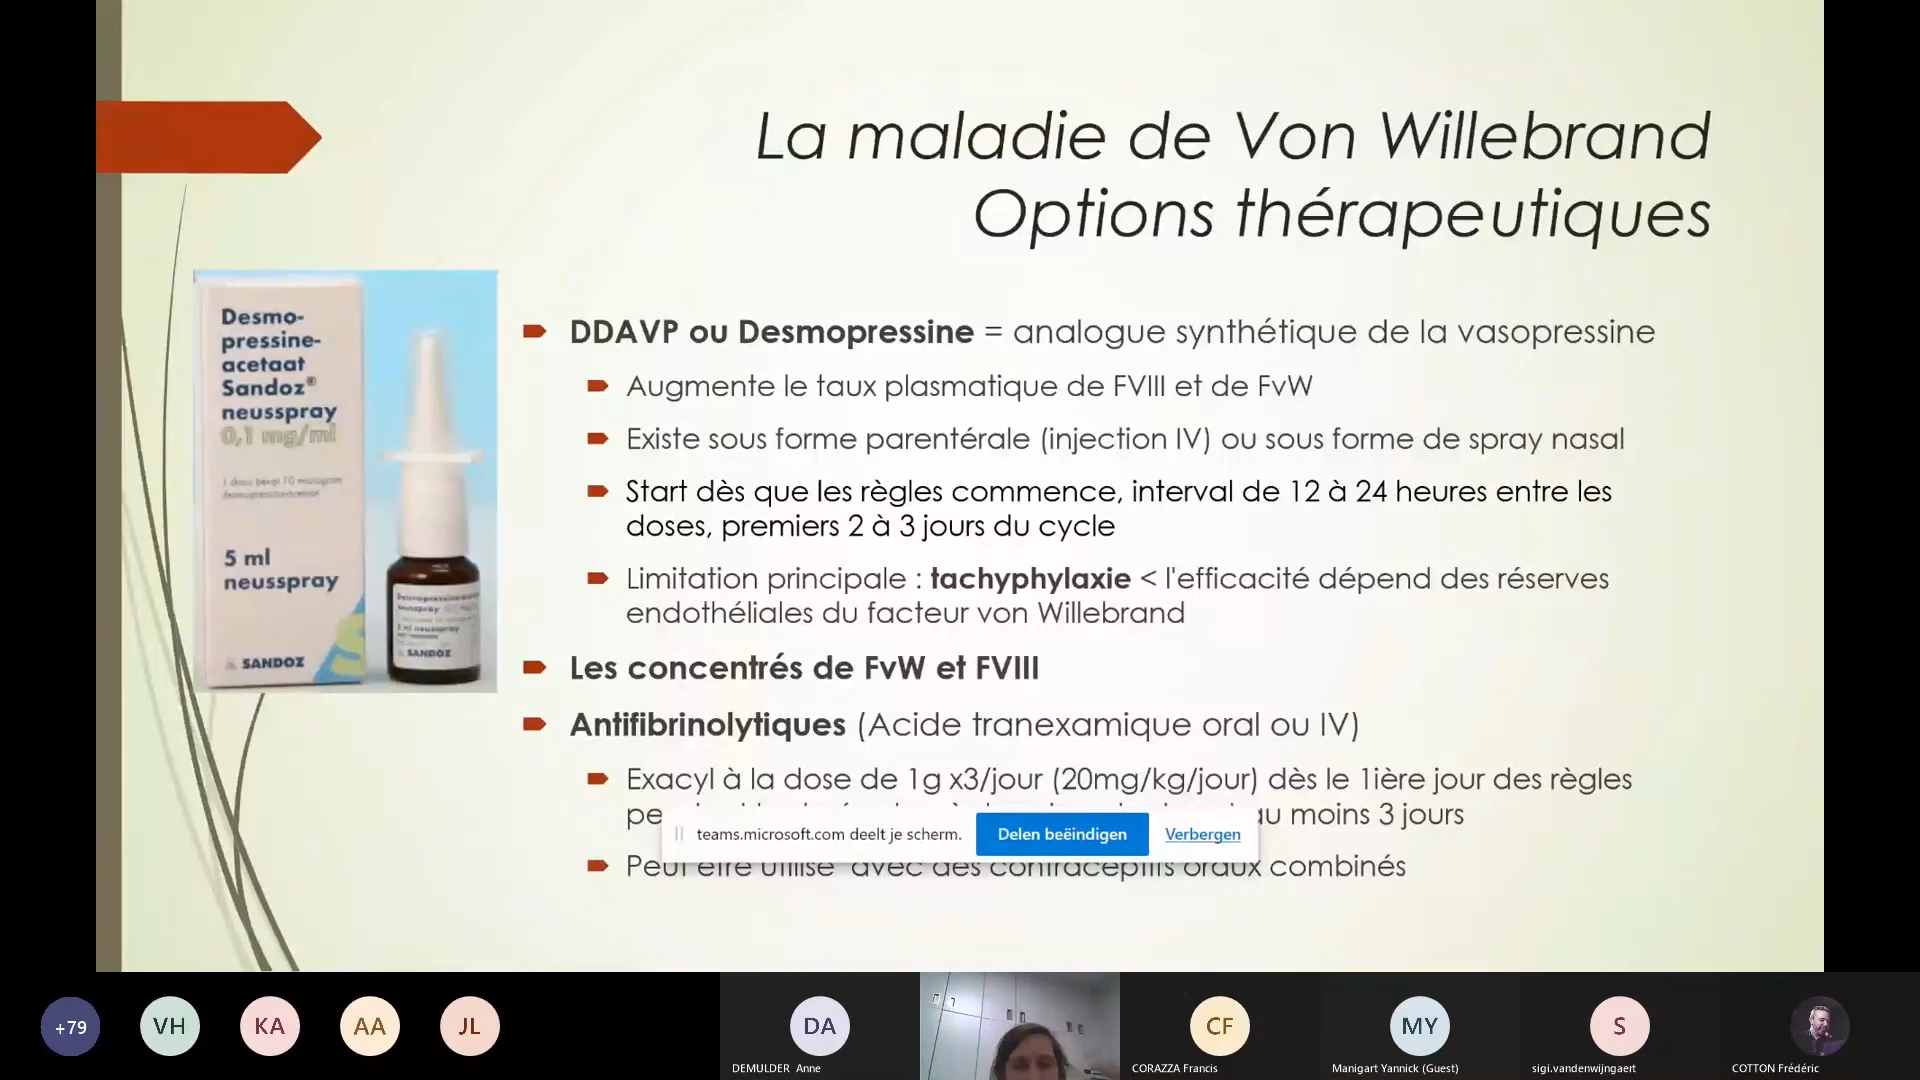 La maladie de Von Willebrand
Options thérapeutiques
Desmo-
pressine-
acetaat
Sandoz®
neusspray
0,1 mg/ml
5 ml
neusspray
SANDOZ
SANDOZ
DDAVP ou Desmopressine = analogue synthétique de la vasopressine
Augmente le taux plasmatique de FVIII et de FvW
Existe sous forme parentérale (injection IV) ou sous forme de spray nasal
Start dès que les règles commence, interval de 12 à 24 heures entre les
doses, premiers 2 à 3 jours du cycle
Limitation principale : tachyphylaxie < l'efficacité dépend des réserves
endothéliales du facteur von Willebrand
Les concentrés de FvW et FVIII
Antifibrinolytiques (Acide tranexamique oral ou IV)
Exacyl à la dose de 1g x3/jour (20mg/kg/jour) dès le 1ière jour des règles
au moins 3 jours
teams.microsoft.com deelt je scherm. Delen beëindigen Verbergen
Peut être utilisé avec des contraceptifs oraux combinés
+79 VH KA AA JL DA CF MY S
DEMULDER Anne CORAZZA Francis Manigart Yannick (Guest) sigi.vandenwijngaert COTTON Frédéric